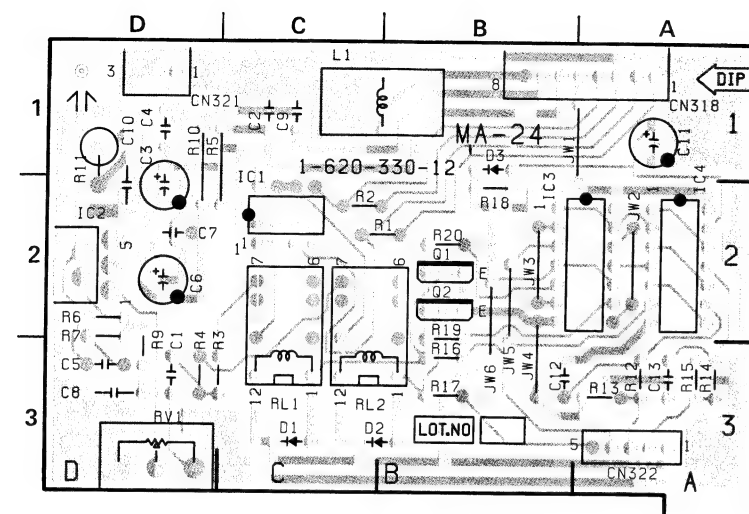 D C B A
3 1 L1 8 1 DIP
CN321 CN318
1 C10 C4 C2 C9 MA-24 JW1 C11 1
R11 C3 R10 R5 1-620-330-12 D3
IC1 IC3 IC4
R2 R18 1 JW2 1
IC2
5 C7 1 R1 R20
2 7 6 7 6 Q1 E JW3 2
C6 Q2 E
R6
R7 R9 C1 R4 R3 R19
R16 JW6 JW5 JW4
C5 C12 R12 C13 R15 R14
C8 12 1 12 1 R17 R13
3 RV1 RL1 RL2 3
D1 D2 LOT.NO 5 1
D C B CN322 A